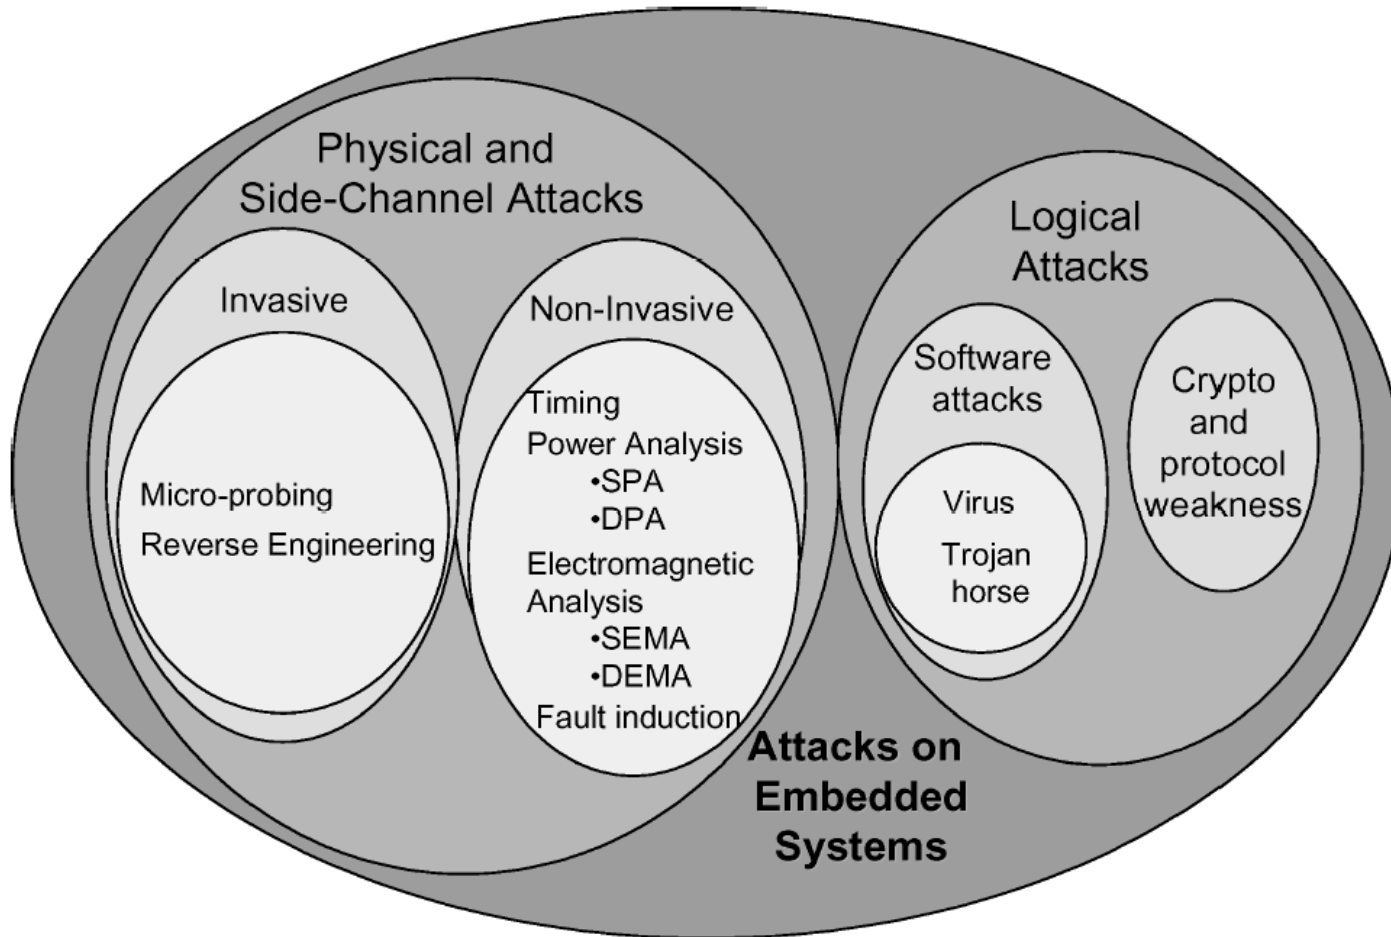 Physical and
Side-Channel Attacks
Invasive
Micro-probing
Reverse Engineering
Non-Invasive
Timing
Power Analysis
•SPA
•DPA
Electromagnetic
Analysis
•SEMA
•DEMA
Fault induction
Logical
Attacks
Software
attacks
Virus
Trojan
horse
Crypto
and
protocol
weakness
Attacks on
Embedded
Systems